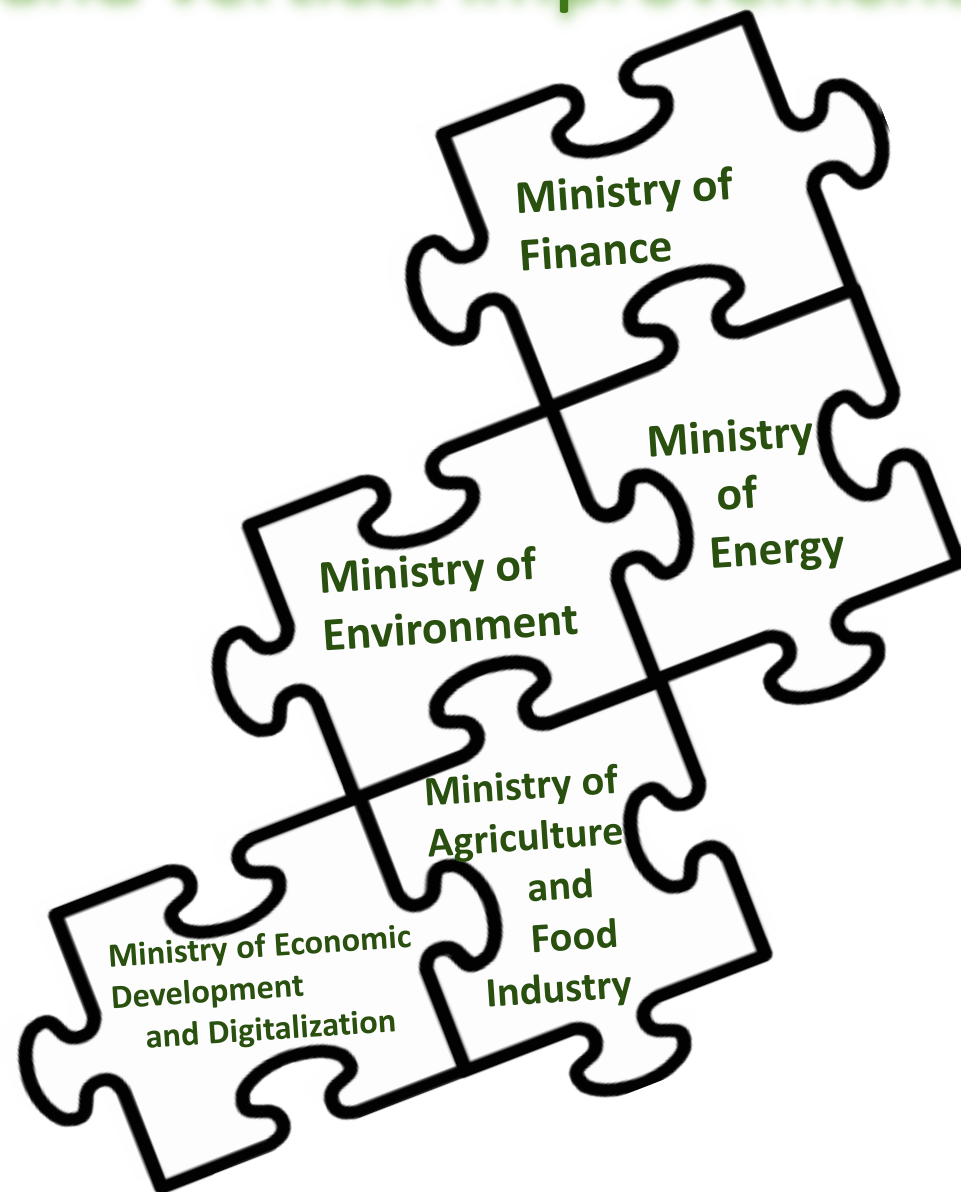 Ministry of
Finance
Ministry
of
Energy
Ministry of
Environment
Ministry of
Agriculture
and
Food
Industry
Ministry of Economic
Development
and Digitalization